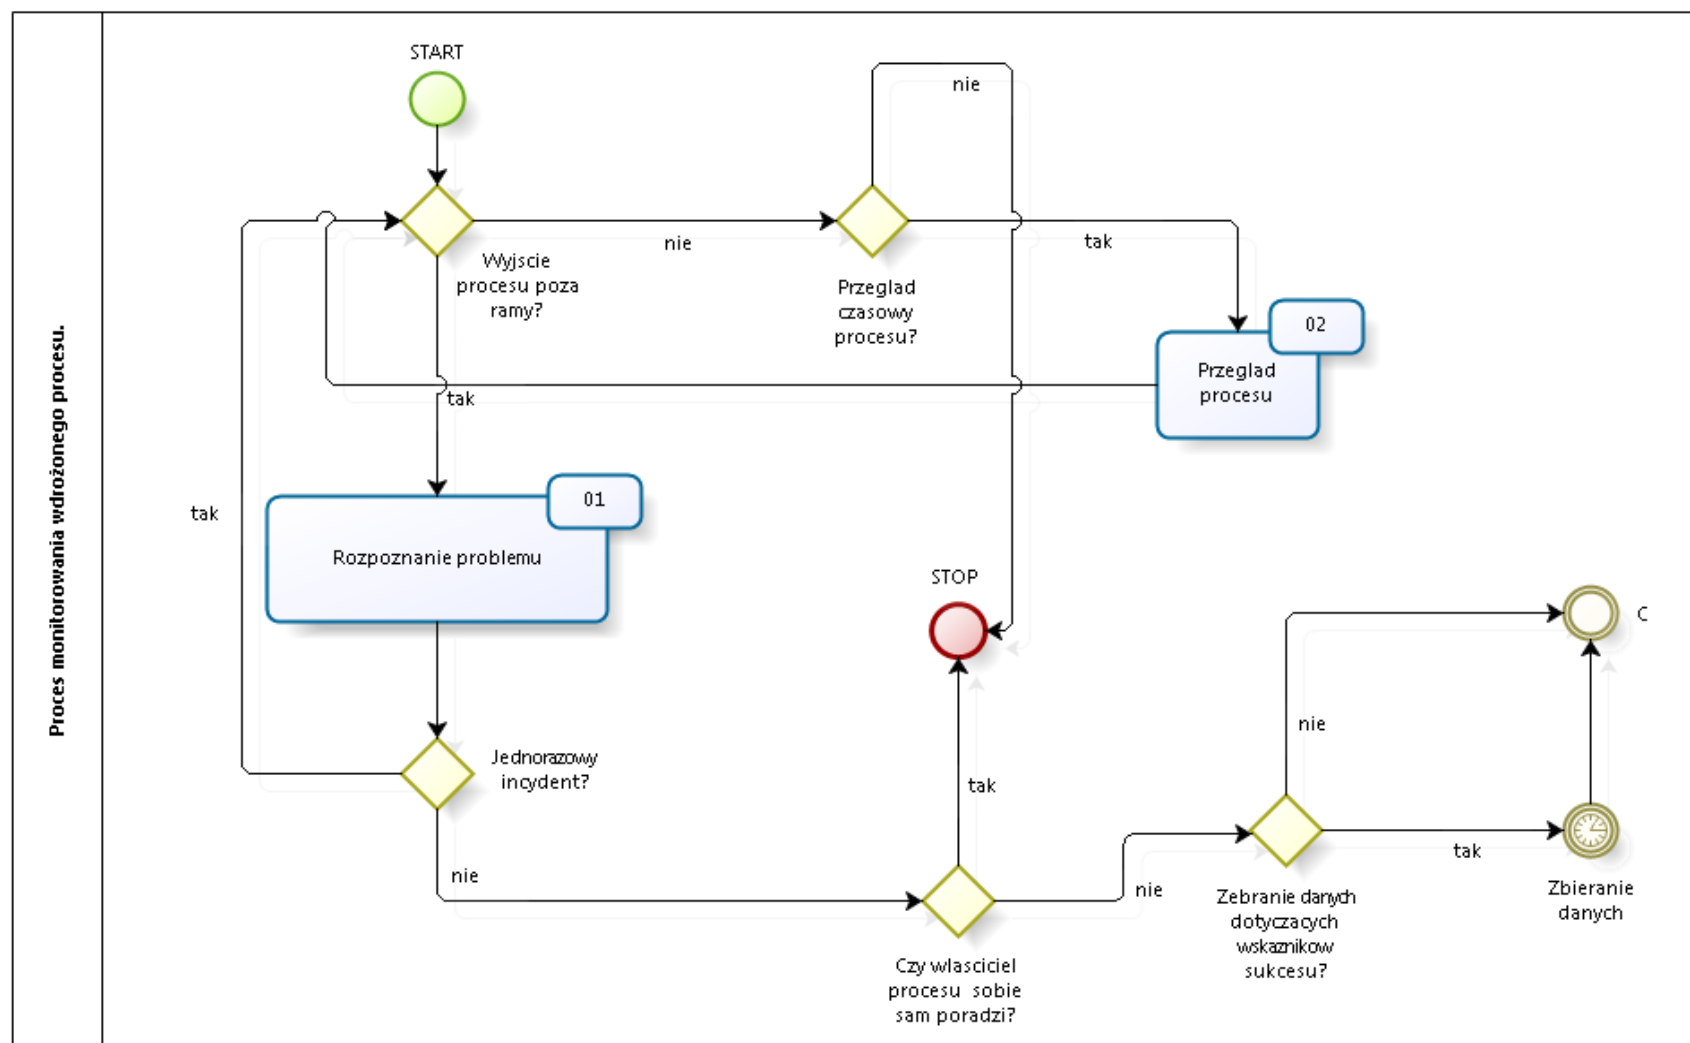 Proces monitorowania wdrożonego procesu.
START
nie
nie
tak
Wyjscie
procesu poza
ramy?
Przeglad
czasowy
procesu?
02
Przeglad
procesu
tak
01
tak
Rozpoznanie problemu
STOP
C
nie
Jednorazowy
incydent?
tak
tak
nie
nie
Zbieranie
danych
Zebranie danych
dotyczacych
wskaznikow
sukcesu?
Czy wlasciciel
procesu sobie
sam poradzi?